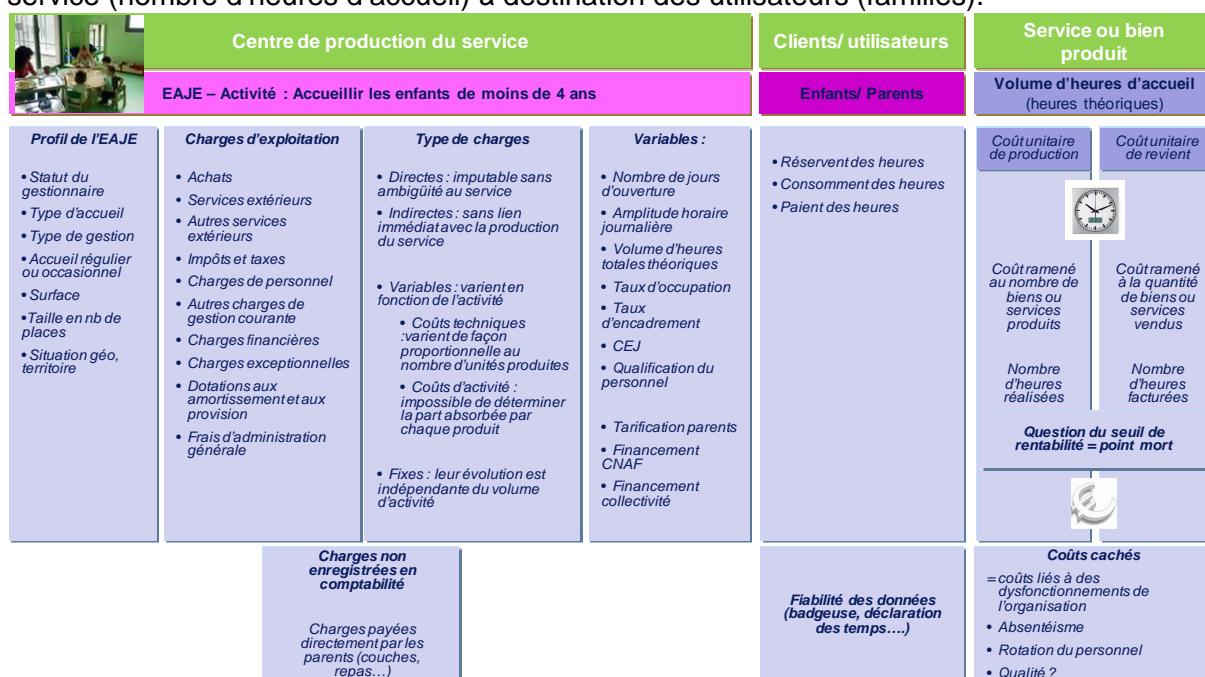 service (nombre d'heures d'accueil) à destination des utilisateurs (familles).
Centre de production du service
Clients/ utilisateurs
Service ou bien
produit
EAJE – Activité : Accueillir les enfants de moins de 4 ans
Enfants/ Parents
Volume d'heures d'accueil
(heures théoriques)
Profil de l'EAJE
• Statut du
gestionnaire
• Type d'accueil
• Type de gestion
• Accueil régulier
ou occasionnel
• Surface
• Taille en nb de
places
• Situation géo,
territoire
Charges d'exploitation
• Achats
• Services extérieurs
• Autres services
extérieurs
• Impôts et taxes
• Charges de personnel
• Autres charges de
gestion courante
• Charges financières
• Charges exceptionnelles
• Dotations aux
amortissement et aux
provision
• Frais d'administration
générale
Type de charges
• Directes : imputable sans
ambigüité au service
• Indirectes : sans lien
immédiat avec la production
du service
• Variables : varient en
fonction de l'activité
• Coûts techniques
:varient de façon
proportionnelle au
nombre d'unités produites
• Coûts d'activité :
impossible de déterminer
la part absorbée par
chaque produit
• Fixes : leur évolution est
indépendante du volume
d'activité
Variables :
• Nombre de jours
d'ouverture
• Amplitude horaire
journalière
• Volume d'heures
totales théoriques
• Taux d'occupation
• Taux
d'encadrement
• CEJ
• Qualification du
personnel
• Tarification parents
• Financement
CNAF
• Financement
collectivité
• Réservent des heures
• Consomment des heures
• Paient des heures
Coût unitaire
de production
Coût ramené
au nombre de
biens ou
services
produits
Nombre
d'heures
réalisées
Coût unitaire
de revient
Coût ramené
à la quantité
de biens ou
services
vendus
Nombre
d'heures
facturées
Question du seuil de
rentabilité = point mort
Charges non
enregistrées en
comptabilité
Charges payées
directement par les
parents (couches,
repas…)
Fiabilité des données
(badgeuse, déclaration
des temps….)
Coûts cachés
= coûts liés à des
dysfonctionnements de
l'organisation
• Absentéisme
• Rotation du personnel
• Qualité ?